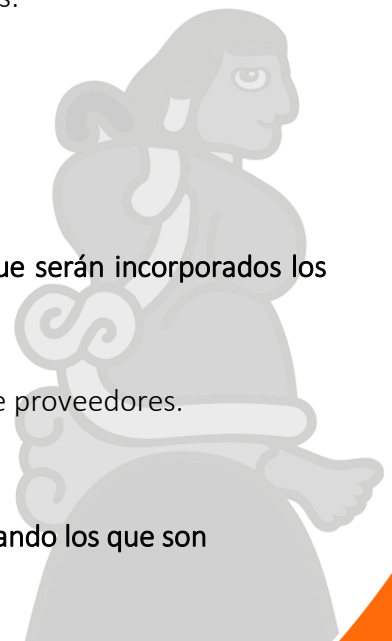 s.
ue serán incorporados los
e proveedores.
ando los que son